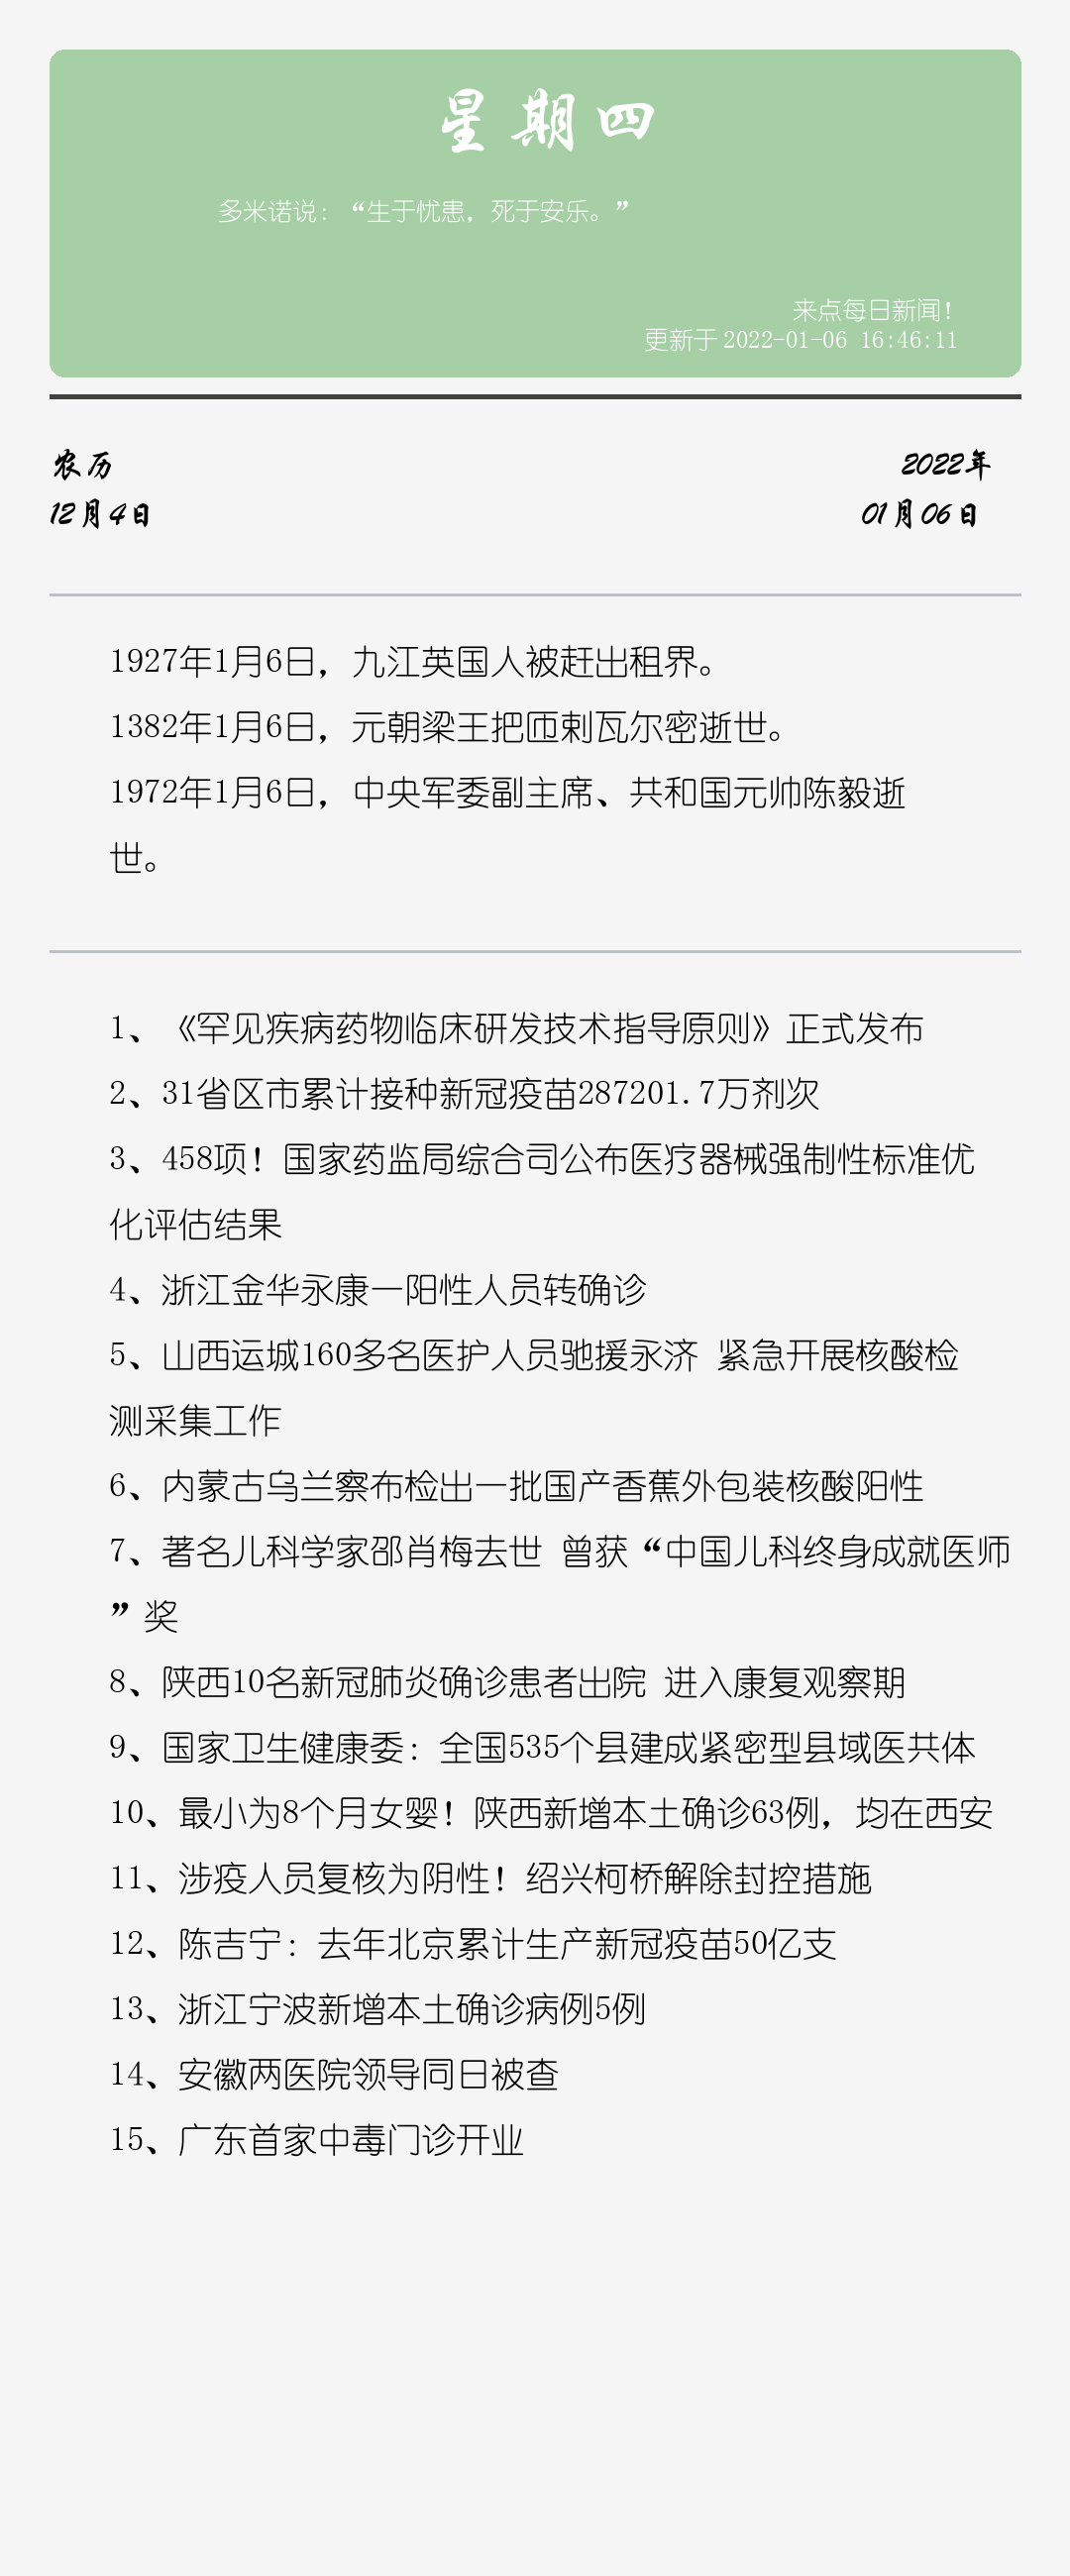 星期四
多米诺说：“生于忧患，死于安乐。”
来点每日新闻！
更新于 2022-01-06 16:46:11
农历
12月4日
2022年
01月06日
1927年1月6日，九江英国人被赶出租界。
1382年1月6日，元朝梁王把匝剌瓦尔密逝世。
1972年1月6日，中央军委副主席、共和国元帅陈毅逝
世。
1、《罕见疾病药物临床研发技术指导原则》正式发布
2、31省区市累计接种新冠疫苗287201.7万剂次
3、458项！国家药监局综合司公布医疗器械强制性标准优
化评估结果
4、浙江金华永康一阳性人员转确诊
5、山西运城160多名医护人员驰援永济 紧急开展核酸检
测采集工作
6、内蒙古乌兰察布检出一批国产香蕉外包装核酸阳性
7、著名儿科学家邵肖梅去世 曾获“中国儿科终身成就医师
”奖
8、陕西10名新冠肺炎确诊患者出院 进入康复观察期
9、国家卫生健康委：全国535个县建成紧密型县域医共体
10、最小为8个月女婴！陕西新增本土确诊63例，均在西安
11、涉疫人员复核为阴性！绍兴柯桥解除封控措施
12、陈吉宁：去年北京累计生产新冠疫苗50亿支
13、浙江宁波新增本土确诊病例5例
14、安徽两医院领导同日被查
15、广东首家中毒门诊开业